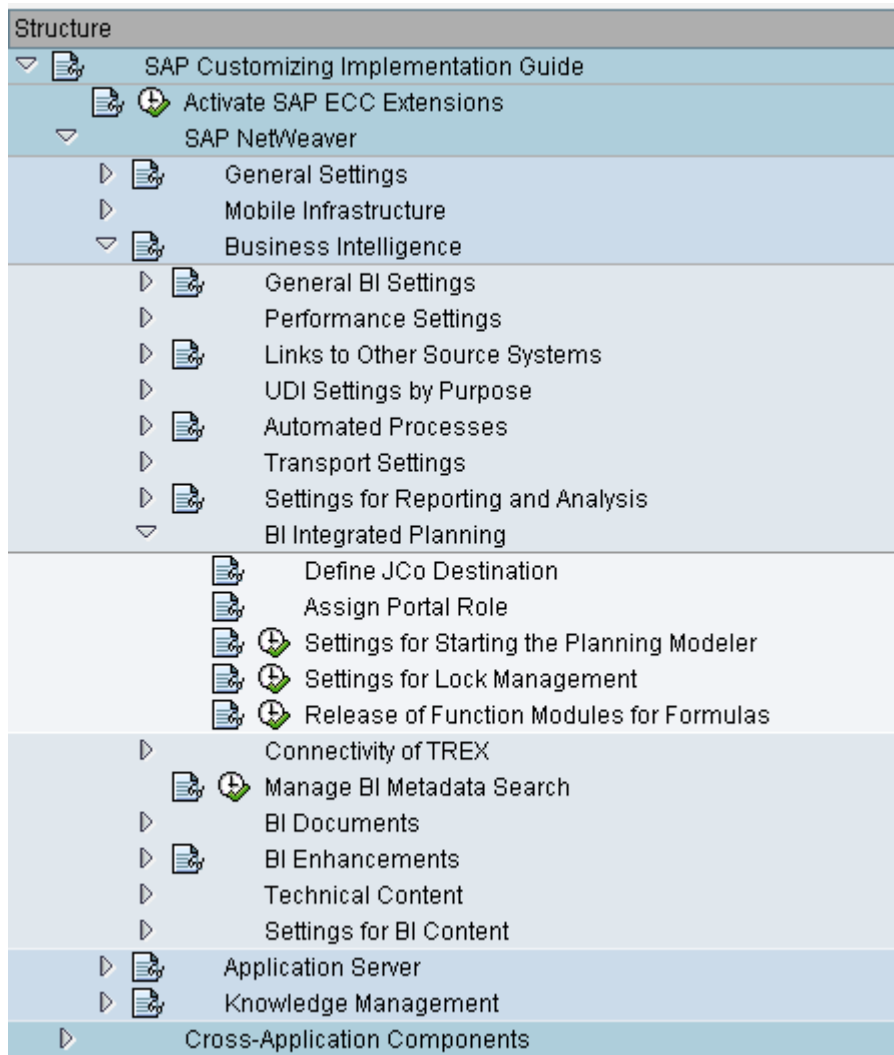 Structure
SAP Customizing Implementation Guide
Activate SAP ECC Extensions
SAP NetWeaver
General Settings
Mobile Infrastructure
Business Intelligence
General BI Settings
Performance Settings
Links to Other Source Systems
UDI Settings by Purpose
Automated Processes
Transport Settings
Settings for Reporting and Analysis
BI Integrated Planning
Define JCo Destination
Assign Portal Role
Settings for Starting the Planning Modeler
Settings for Lock Management
Release of Function Modules for Formulas
Connectivity of TREX
Manage BI Metadata Search
BI Documents
BI Enhancements
Technical Content
Settings for BI Content
Application Server
Knowledge Management
Cross-Application Components